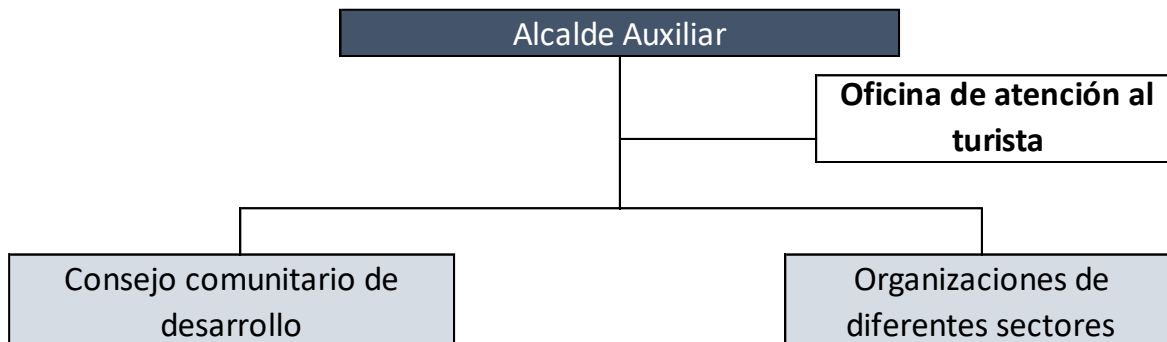 Alcalde Auxiliar
Oficina de atención al
turista
Consejo comunitario de
desarrollo
Organizaciones de
diferentes sectores